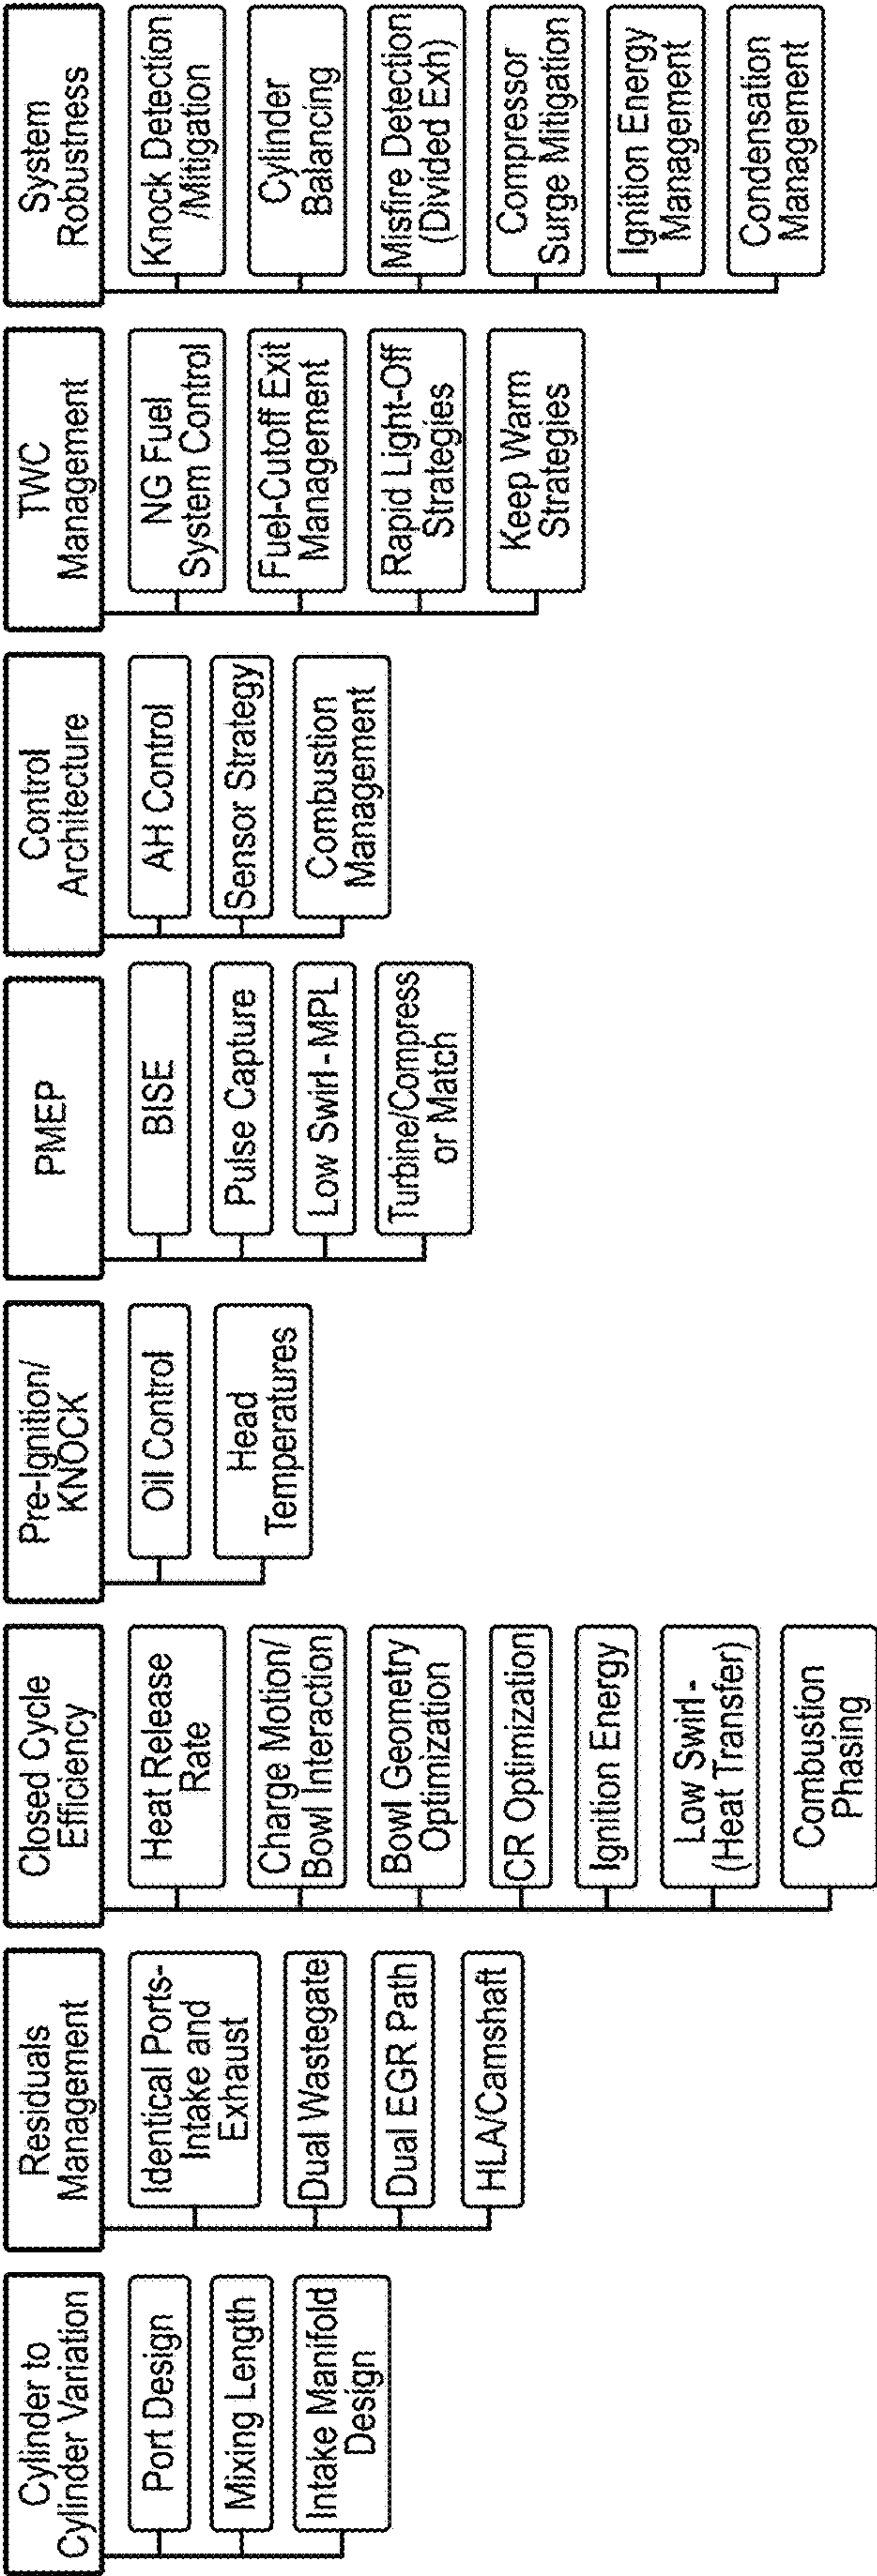 Cylinder to
Cylinder Variation
Port Design
Mixing Length
Intake Manifold
Design
Residuals
Management
Identical Ports-
Intake and
Exhaust
Dual Wastegate
Dual EGR Path
HLA/Camshaft
Closed Cycle
Efficiency
Heat Release
Rate
Charge Motion/
Bowl Interaction
Bowl Geometry
Optimization
CR Optimization
Ignition Energy
Low Swirl -
(Heat Transfer)
Combustion
Phasing
Pre-Ignition/
KNOCK
Oil Control
Head
Temperatures
PMEP
BISE
Pulse Capture
Low Swirl - MPL
Turbine/Compress
or Match
Control
Architecture
AH Control
Sensor Strategy
Combustion
Management
TWC
Management
NG Fuel
System Control
Fuel-Cutoff Exit
Management
Rapid Light-Off
Strategies
Keep Warm
Strategies
System
Robustness
Knock Detection
/Mitigation
Cylinder
Balancing
Misfire Detection
(Divided Exh)
Compressor
Surge Mitigation
Ignition Energy
Management
Condensation
Management